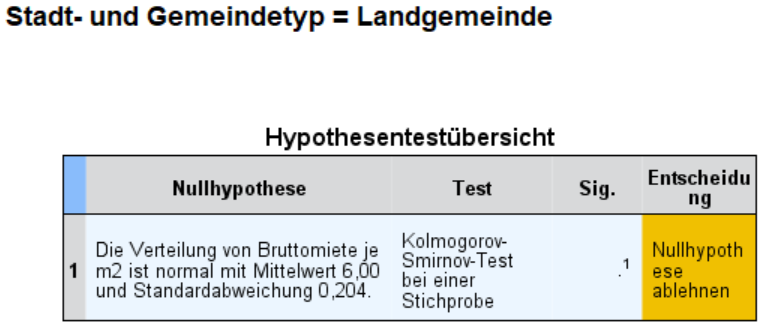 Stadt- und Gemeindetyp = Landgemeinde
Hypothesentestübersicht
Nullhypothese Test Sig. Entscheidu
ng
1 Die Verteilung von Bruttomiete je
m2 ist normal mit Mittelwert 6,00
und Standardabweichung 0,204.
Kolmogorov-
Smirnov-Test
bei einer
Stichprobe
.1
Nullhypoth
ese
ablehnen